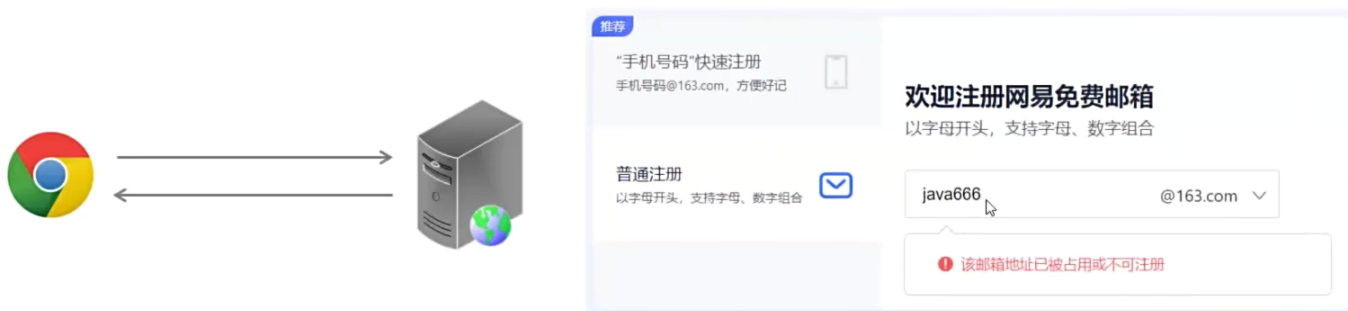 推荐
“手机号码”快速注册
手机号码@163.com，方便好记
普通注册
以字母开头，支持字母、数字组合
欢迎注册网易免费邮箱
以字母开头，支持字母、数字组合
java666 @163.com
该邮箱地址已被占用或不可注册